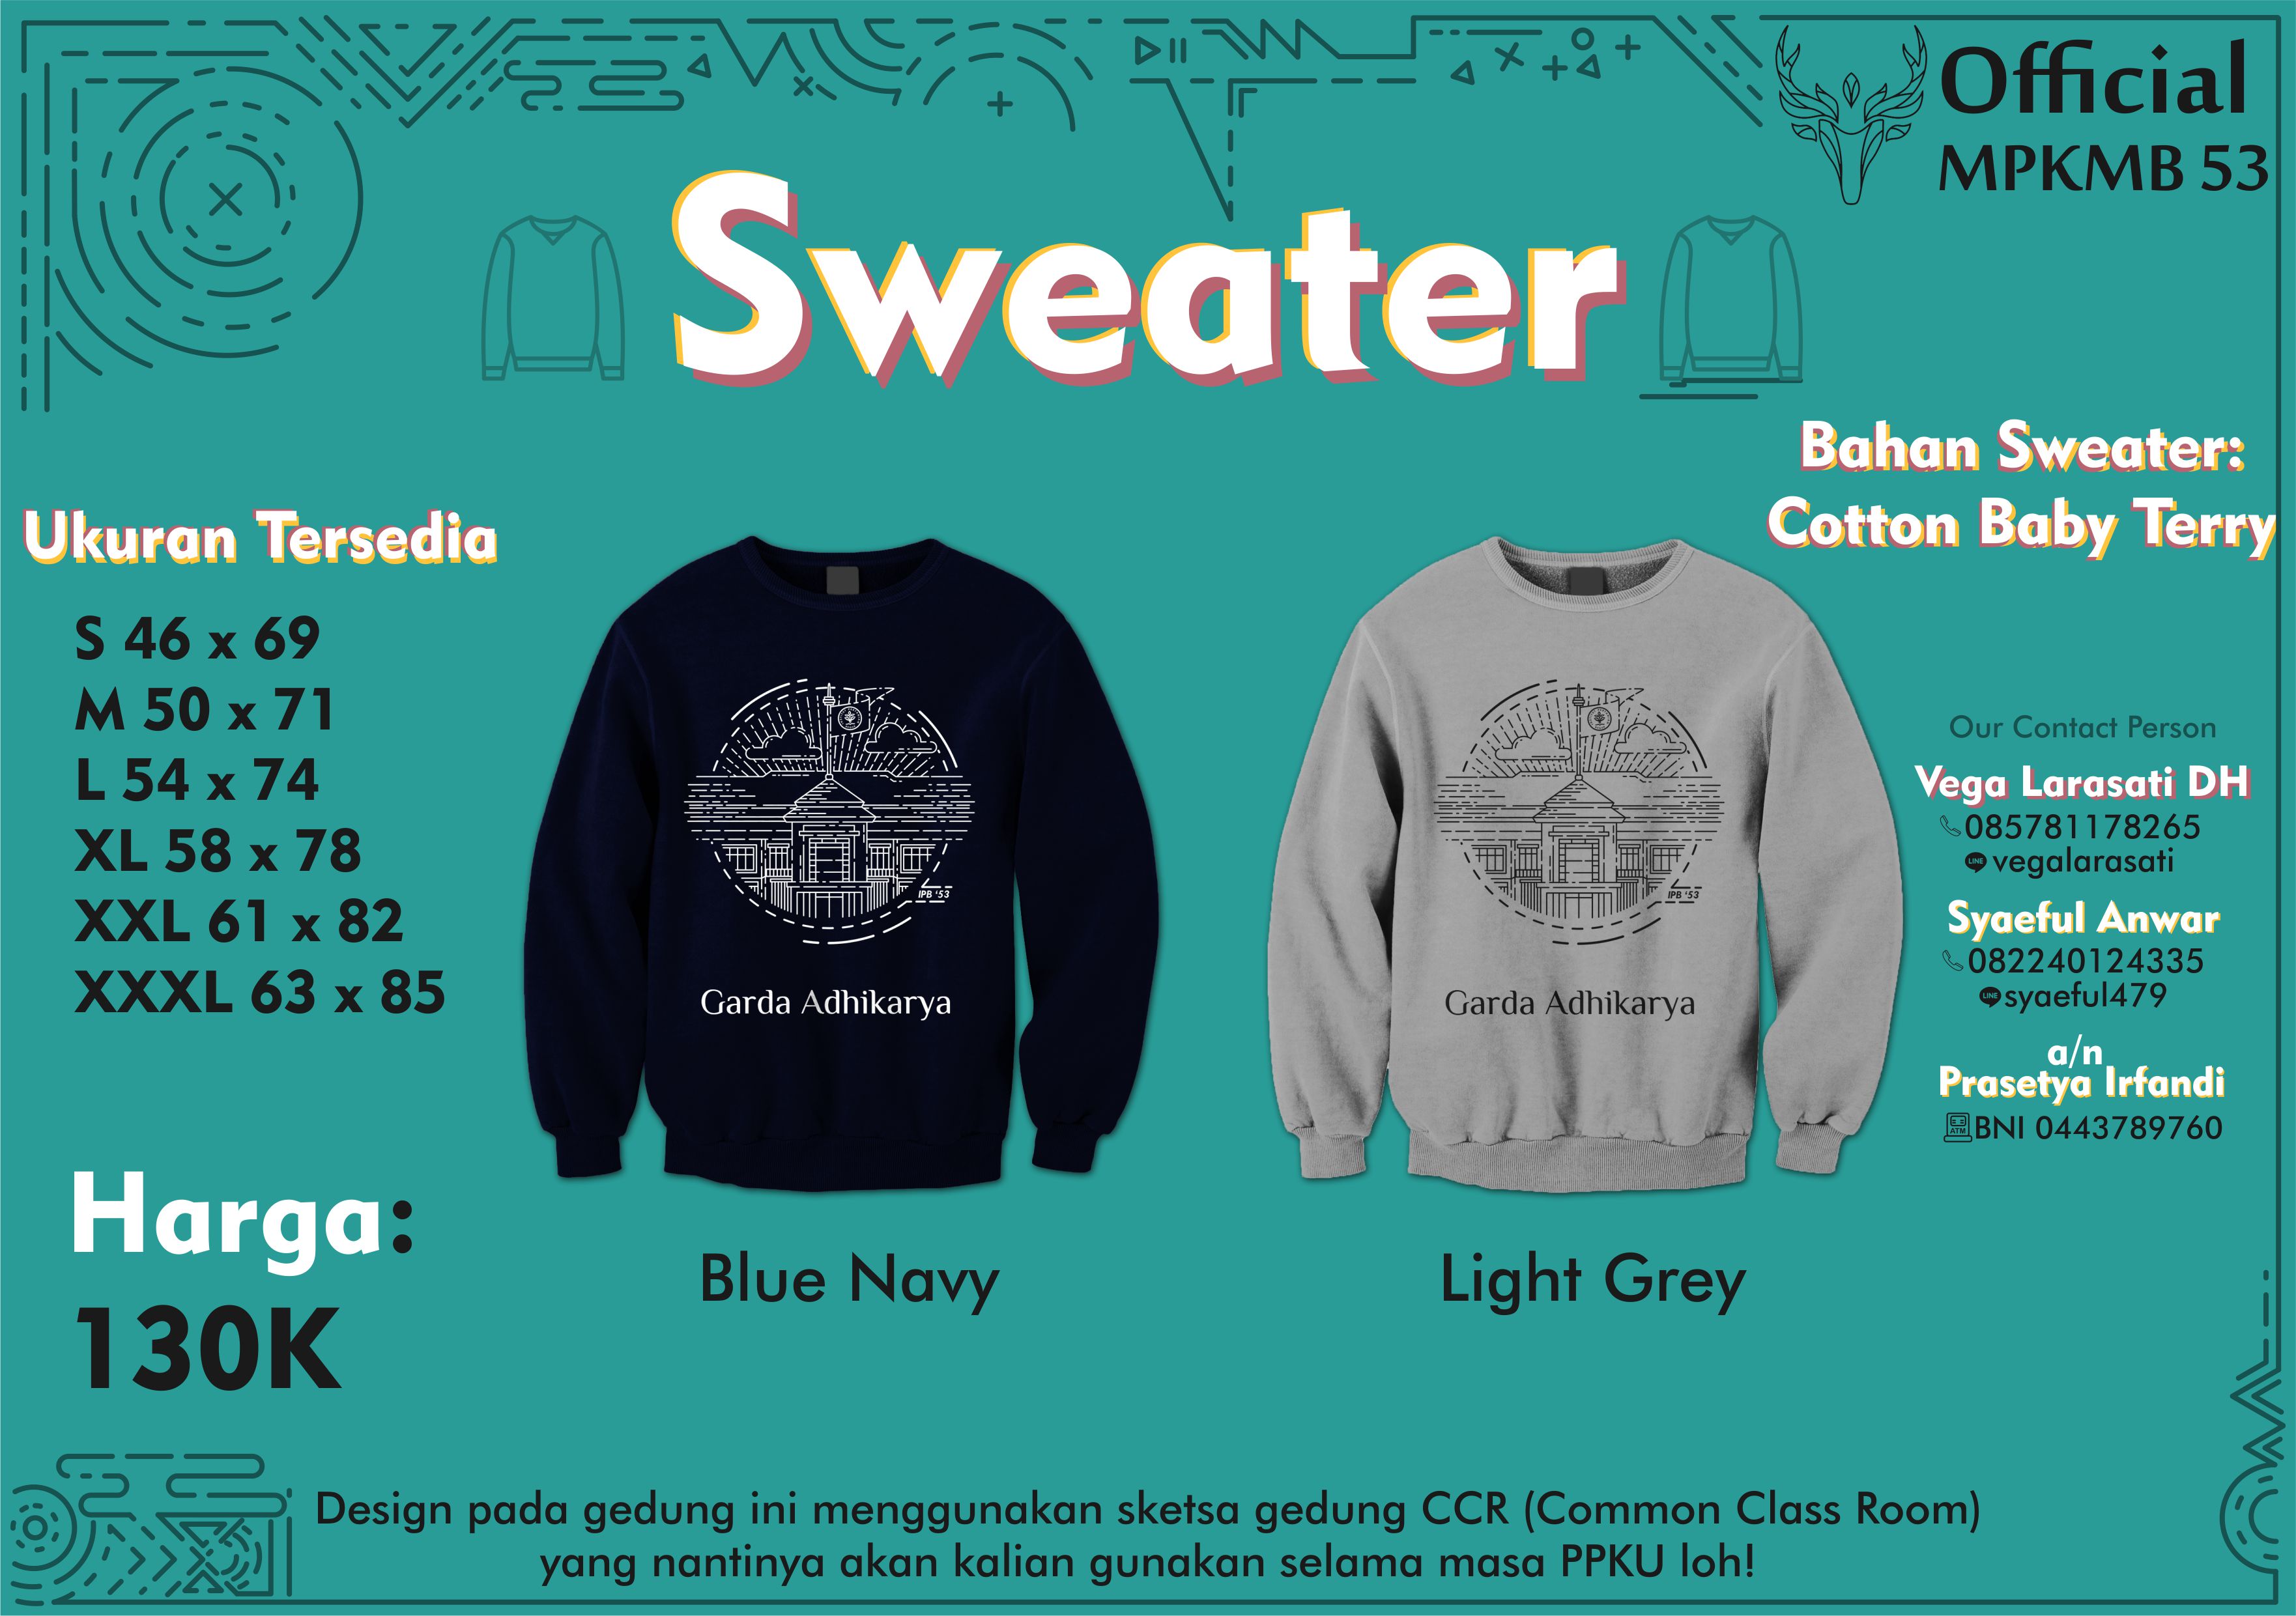 Official
MPKMB 53
Sweater
Bahan Sweater:
Cotton Baby Terry
Ukuran Tersedia
S 46 x 69
M 50 x 71
L 54 x 74
XL 58 x 78
XXL 61 x 82
XXXL 63 x 85
Harga:
130K
IPB '53
Garda Adhikarya
Blue Navy
IPB '53
Garda Adhikarya
Light Grey
Our Contact Person
Vega Larasati DH
085781178265
LINE vegalarasati
Syaeful Anwar
082240124335
LINE syaeful479
a/n
Prasetya Irfandi
ATM BNI 0443789760
Design pada gedung ini menggunakan sketsa gedung CCR (Common Class Room)
yang nantinya akan kalian gunakan selama masa PPKU loh!